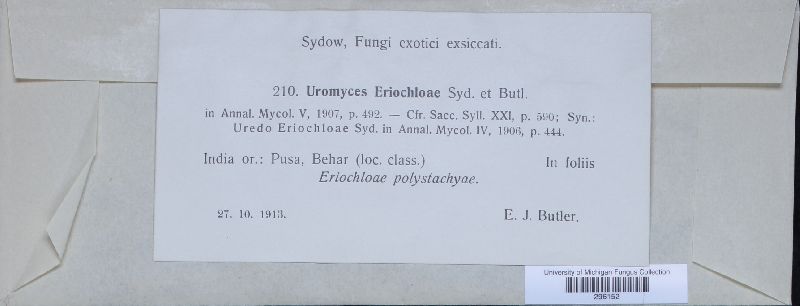 Sydow, Fungi exotici exsiccati.
210. Uromyces Eriochloae Syd. et Butl.
in Annal. Mycol. V, 1907, p. 492. — Cfr. Sacc. Syll. XXI, p. 590; Syn.:
Uredo Eriochloae Syd. in Annal. Mycol. IV, 1906, p. 444.
India or.: Pusa, Behar (loc. class.) In foliis
Eriochloae polystachyae.
27. 10. 1913. E. J. Butler.
University of Michigan Fungus Collection
296152